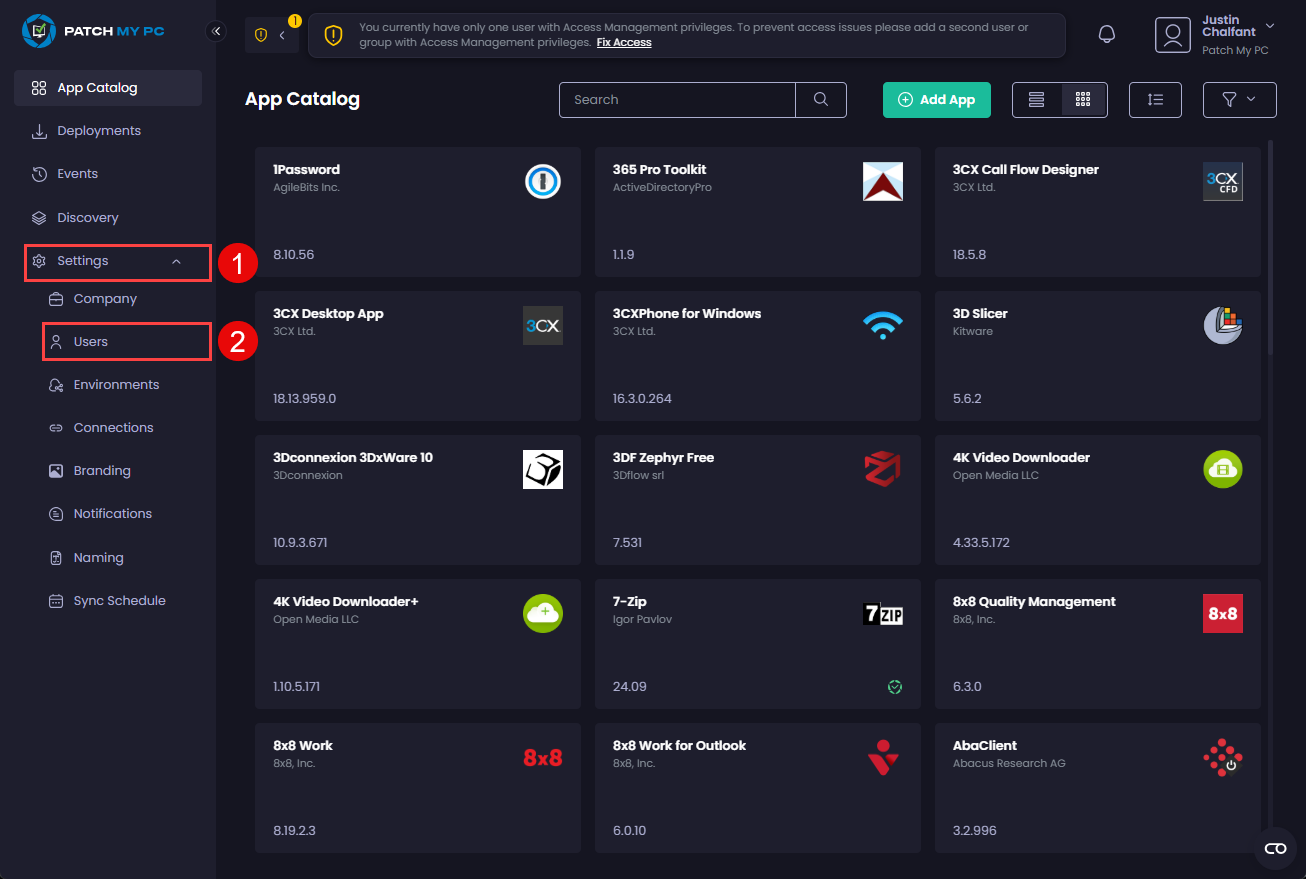 PATCH MY PC
1
You currently have only one user with Access Management privileges. To prevent access issues please add a second user or
group with Access Management privileges. Fix Access
Justin
Chalfant
Patch My PC
App Catalog
Deployments
Events
Discovery
Settings
1
Company
Users
2
Environments
Connections
Branding
Notifications
Naming
Sync Schedule
App Catalog
Search
Add App
1Password
AgileBits Inc.
8.10.56
365 Pro Toolkit
ActiveDirectoryPro
1.1.9
3CX Call Flow Designer
3CX Ltd.
3CX
CFD
18.5.8
3CX Desktop App
3CX Ltd.
3CX
18.13.959.0
3CXPhone for Windows
3CX Ltd.
16.3.0.264
3D Slicer
Kitware
5.6.2
3Dconnexion 3DxWare 10
3Dconnexion
10.9.3.671
3DF Zephyr Free
3Dflow srl
7.531
4K Video Downloader
Open Media LLC
4.33.5.172
4K Video Downloader+
Open Media LLC
1.10.5.171
7-Zip
Igor Pavlov
7ZIP
24.09
8x8 Quality Management
8x8, Inc.
8x8
6.3.0
8x8 Work
8x8, Inc.
8x8
8.19.2.3
8x8 Work for Outlook
8x8, Inc.
6.0.10
AbaClient
Abacus Research AG
3.2.996